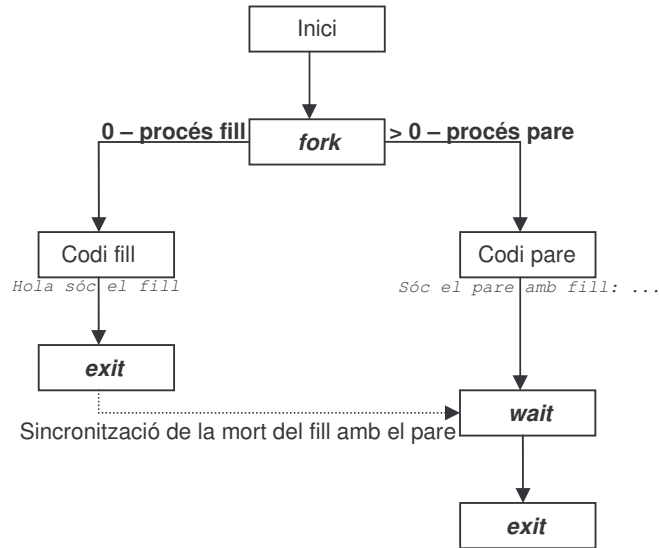 Inici
0 – procés fill
fork
> 0 – procés pare
Codi fill
Codi pare
Hola sóc el fill
Sóc el pare amb fill: ...
exit
wait
Sincronització de la mort del fill amb el pare
exit